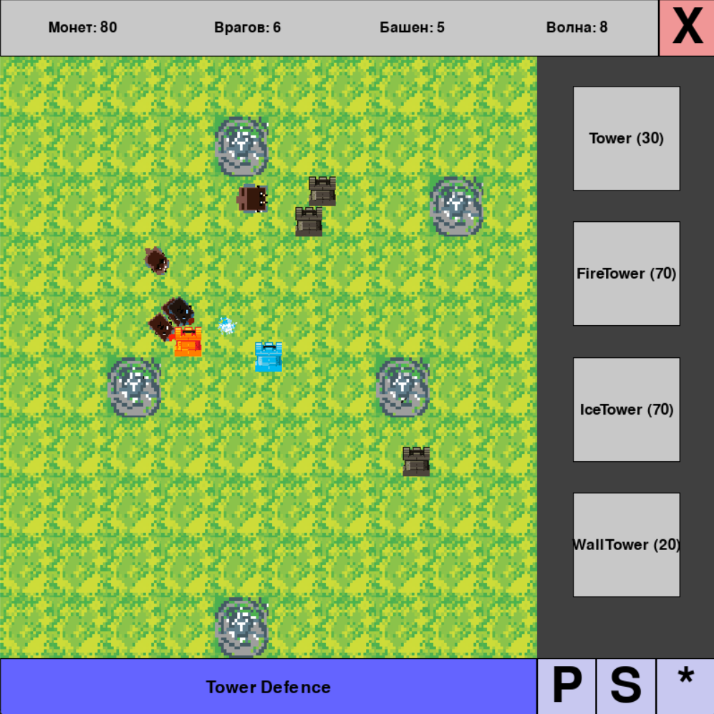 Монет: 80 Врагов: 6 Башен: 5 Волна: 8 X
Tower (30)
FireTower (70)
IceTower (70)
WallTower (20)
Tower Defence P S *